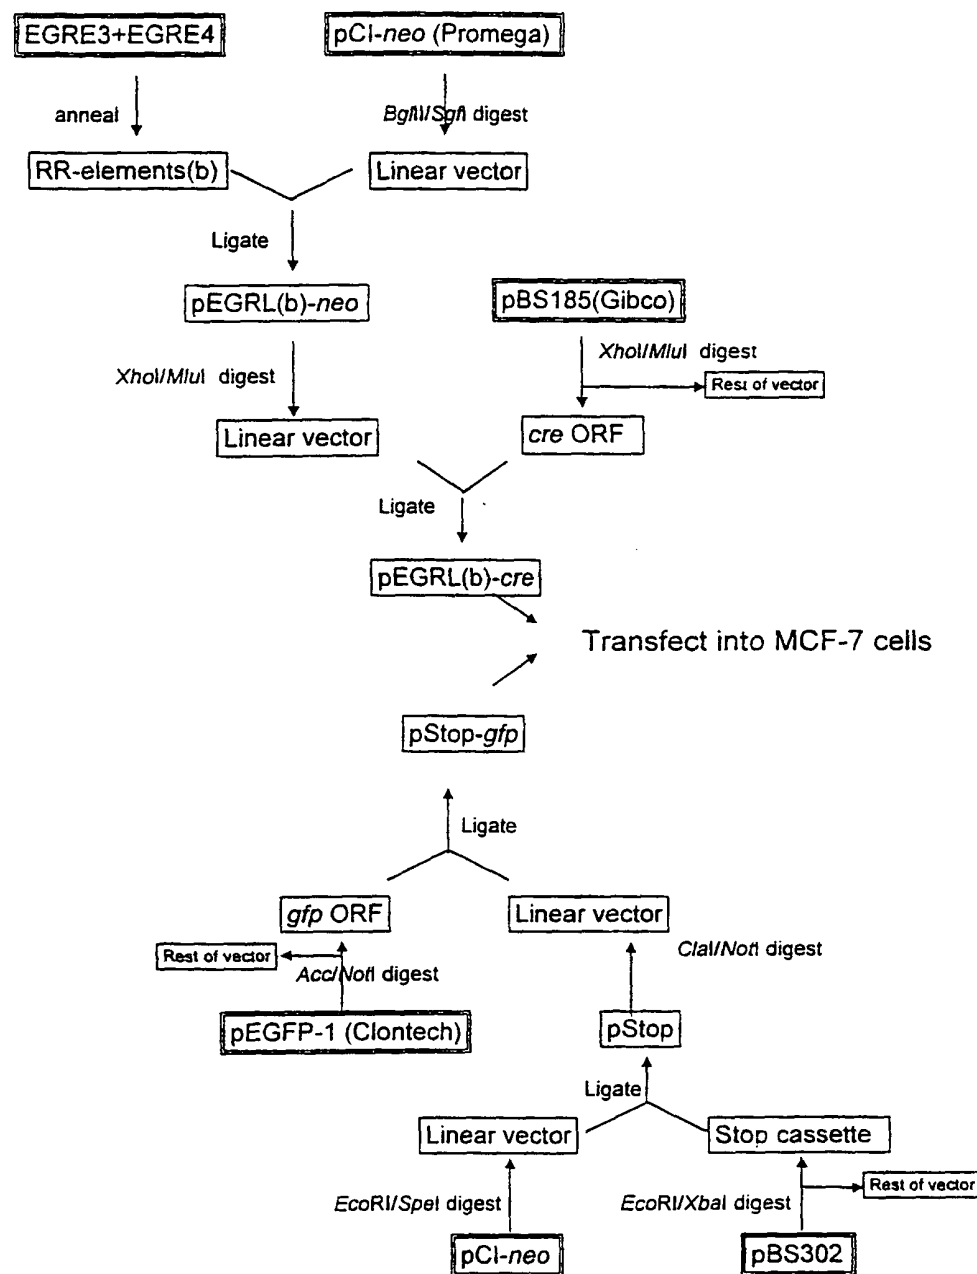 EGRE3+EGRE4
pCI-neo (Promega)
anneal
BglII/SgfI digest
RR-elements(b)
Linear vector
Ligate
pEGRL(b)-neo
pBS185(Gibco)
XhoI/MluI digest
XhoI/MluI digest
Rest of vector
Linear vector
cre ORF
Ligate
pEGRL(b)-cre
Transfect into MCF-7 cells
pStop-gfp
Ligate
gfp ORF
Linear vector
Rest of vector
AccI/NotI digest
ClaI/NotI digest
pEGFP-1 (Clontech)
pStop
Ligate
Linear vector
Stop cassette
Rest of vector
EcoRI/SpeI digest
EcoRI/XbaI digest
pCI-neo
pBS302